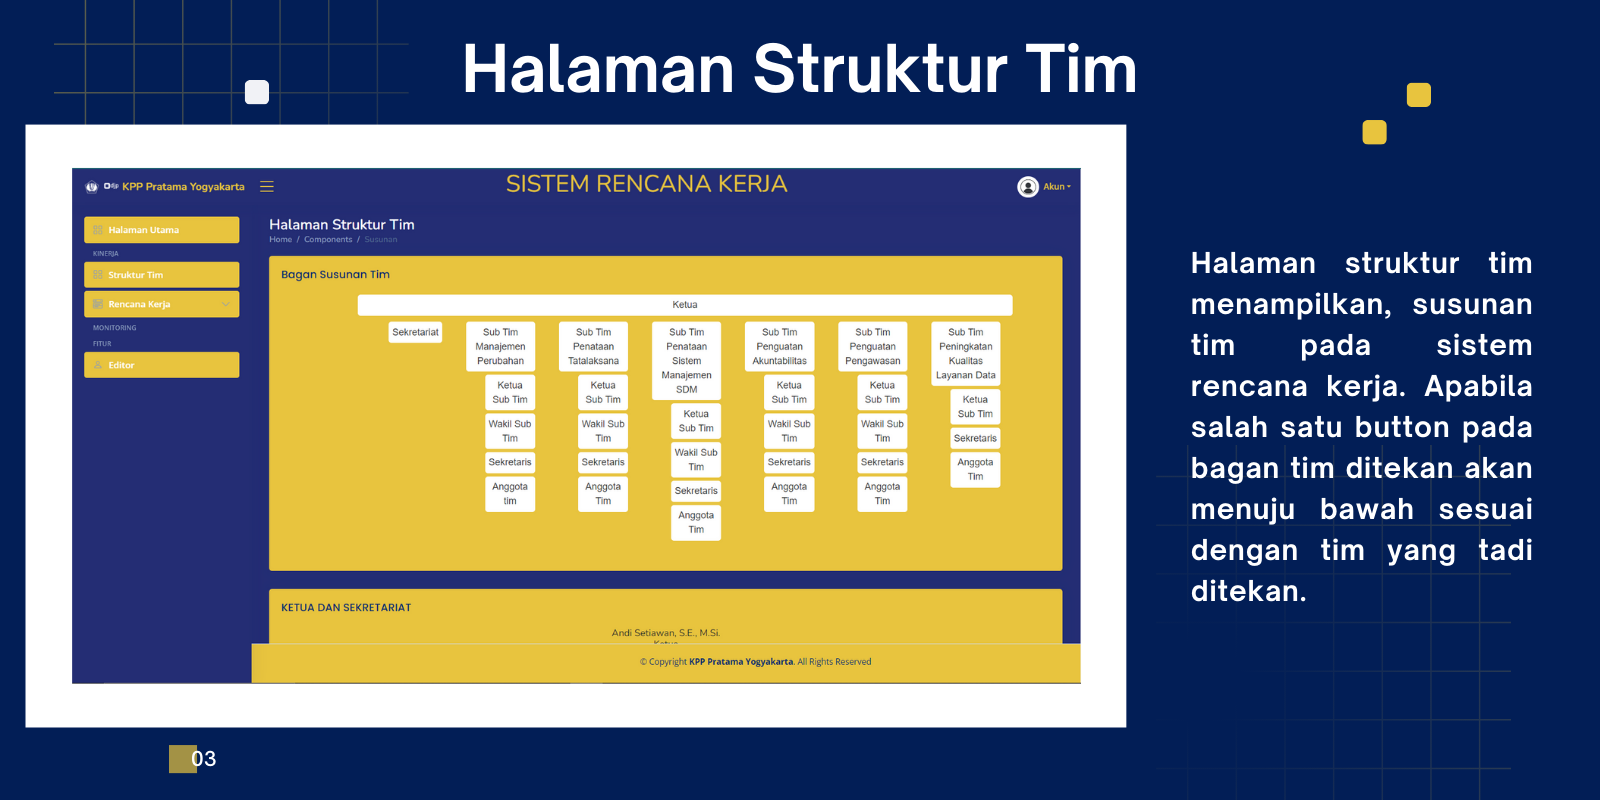 Halaman Struktur Tim
KPP Pratama Yogyakarta
SISTEM RENCANA KERJA
Akun
Halaman Utama
KINERJA
Struktur Tim
Rencana Kerja
MONITORING
FITUR
Editor
Halaman Struktur Tim
Home / Components / Susunan
Bagan Susunan Tim
Ketua
Sekretariat
Sub Tim
Manajemen
Perubahan
Ketua
Sub Tim
Wakil Sub
Tim
Sekretaris
Anggota
tim
Sub Tim
Penataan
Tatalaksana
Ketua
Sub Tim
Wakil Sub
Tim
Sekretaris
Anggota
Tim
Sub Tim
Penataan
Sistem
Manajemen
SDM
Ketua
Sub Tim
Wakil Sub
Tim
Sekretaris
Anggota
Tim
Sub Tim
Penguatan
Akuntabilitas
Ketua
Sub Tim
Wakil Sub
Tim
Sekretaris
Anggota
Tim
Sub Tim
Penguatan
Pengawasan
Ketua
Sub Tim
Wakil Sub
Tim
Sekretaris
Anggota
Tim
Sub Tim
Peningkatan
Kualitas
Layanan Data
Ketua
Sub Tim
Sekretaris
Anggota
Tim
KETUA DAN SEKRETARIAT
Andi Setiawan, S.E., M.Si.
© Copyright KPP Pratama Yogyakarta. All Rights Reserved
Halaman struktur tim
menampilkan, susunan
tim pada sistem
rencana kerja. Apabila
salah satu button pada
bagan tim ditekan akan
menuju bawah sesuai
dengan tim yang tadi
ditekan.
03